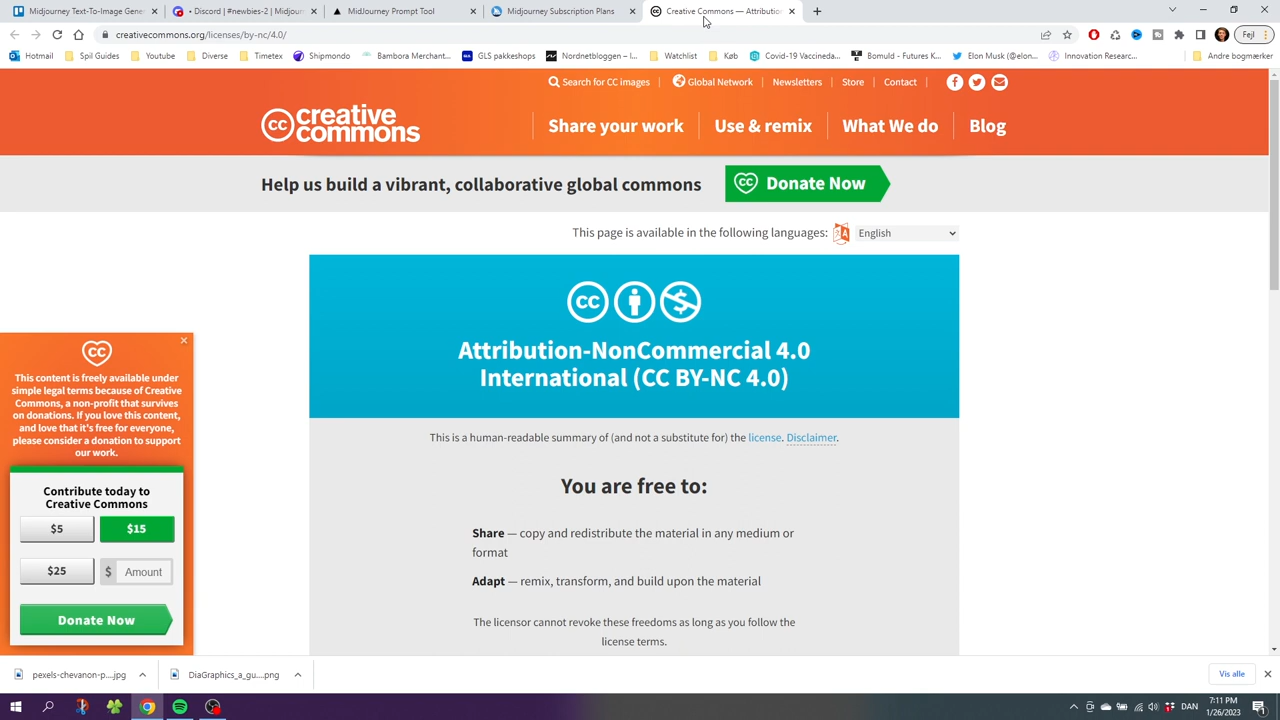 Midjourney Text-To-Image Gener
• Discord | #newbies-2 | Midjour
MidJourney Prompt Tool
Midjourney Subscription Plans
Creative Commons — Attributio
creativecommons.org/licenses/by-nc/4.0/
Fejl
Hotmail
Spil Guides
Youtube
Diverse
Timetex
Shipmondo
Bambora Merchant...
GLS pakkeshops
Nordnetbloggen – I...
Watchlist
Køb
Covid-19 Vaccineda...
Bomuld - Futures K...
Elon Musk (@elon...
Innovation Researc...
Andre bogmærker
Search for CC images
Global Network
Newsletters
Store
Contact
cc creative commons
Share your work
Use & remix
What We do
Blog
Help us build a vibrant, collaborative global commons
Donate Now
This page is available in the following languages:
English
Attribution-NonCommercial 4.0
International (CC BY-NC 4.0)
This is a human-readable summary of (and not a substitute for) the license. Disclaimer.
You are free to:
Share — copy and redistribute the material in any medium or
format
Adapt — remix, transform, and build upon the material
The licensor cannot revoke these freedoms as long as you follow the
license terms.
This content is freely available under
simple legal terms because of Creative
Commons, a non-profit that survives
on donations. If you love this content,
and love that it's free for everyone,
please consider a donation to support
our work.
Contribute today to
Creative Commons
$5
$15
$25
$ Amount
Donate Now
pexels-chevanon-p....jpg
DiaGraphics_a_gu....png
Vis alle
DAN
7:11 PM
1/26/2023